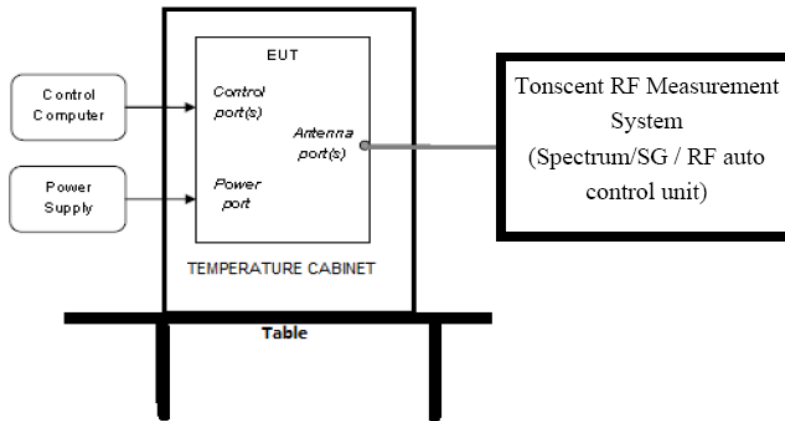 EUT
Control
Computer
Control
port(s)
Antenna
port(s)
Power
Supply
Power
port
TEMPERATURE CABINET
Table
Tonscent RF Measurement
System
(Spectrum/SG / RF auto
control unit)